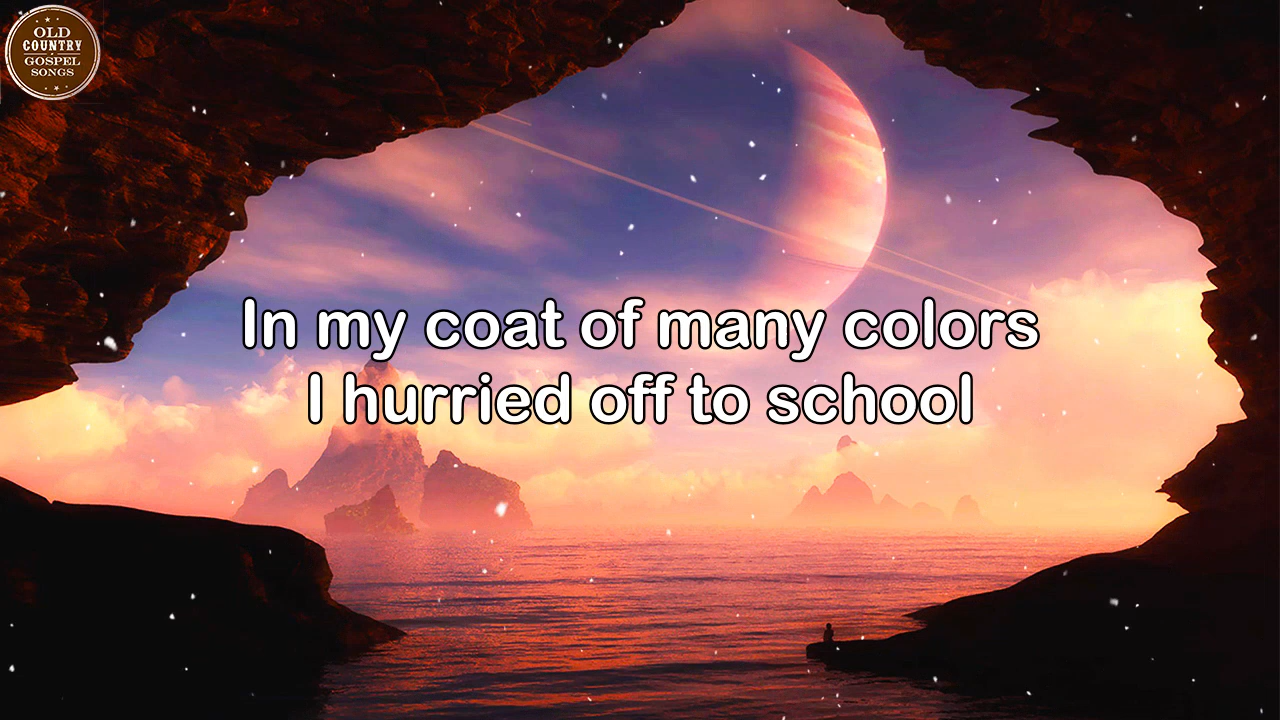 OLD
COUNTRY
GOSPEL
SONGS
In my coat of many colors
I hurried off to school